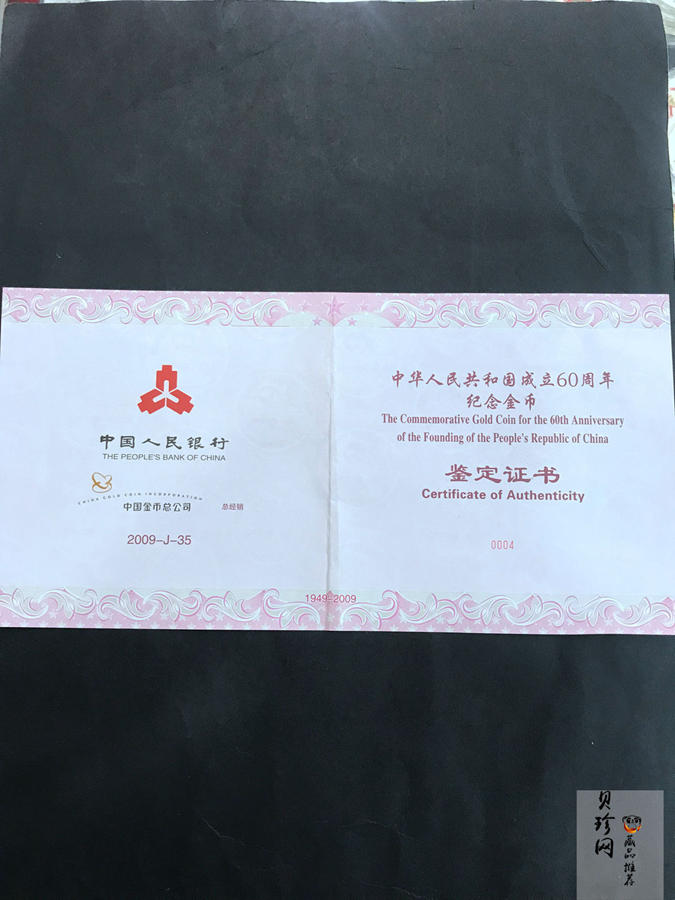 中国人民银行
THE PEOPLE'S BANK OF CHINA
CHINA GOLD COIN INCORPORATION
中国金币总公司 总经销
2009-J-35
中华人民共和国成立60周年
纪念金币
The Commemorative Gold Coin for the 60th Anniversary
of the Founding of the People's Republic of China
鉴定证书
Certificate of Authenticity
0004
1949-2009
贝珍网
藏品推荐